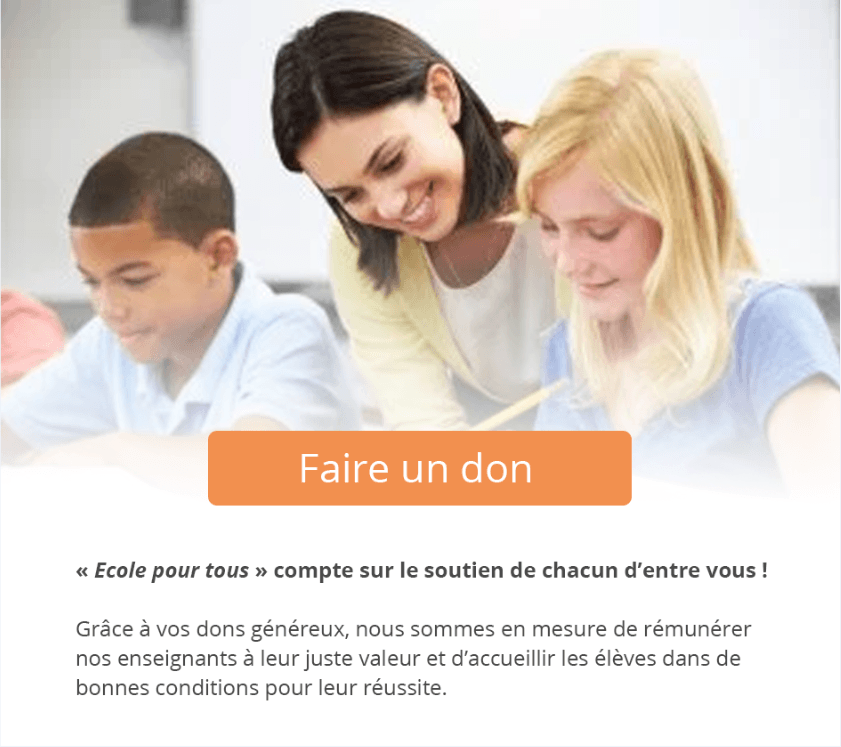 Faire un don
« Ecole pour tous » compte sur le soutien de chacun d’entre vous !
Grâce à vos dons généreux, nous sommes en mesure de rémunérer
nos enseignants à leur juste valeur et d’accueillir les élèves dans de
bonnes conditions pour leur réussite.